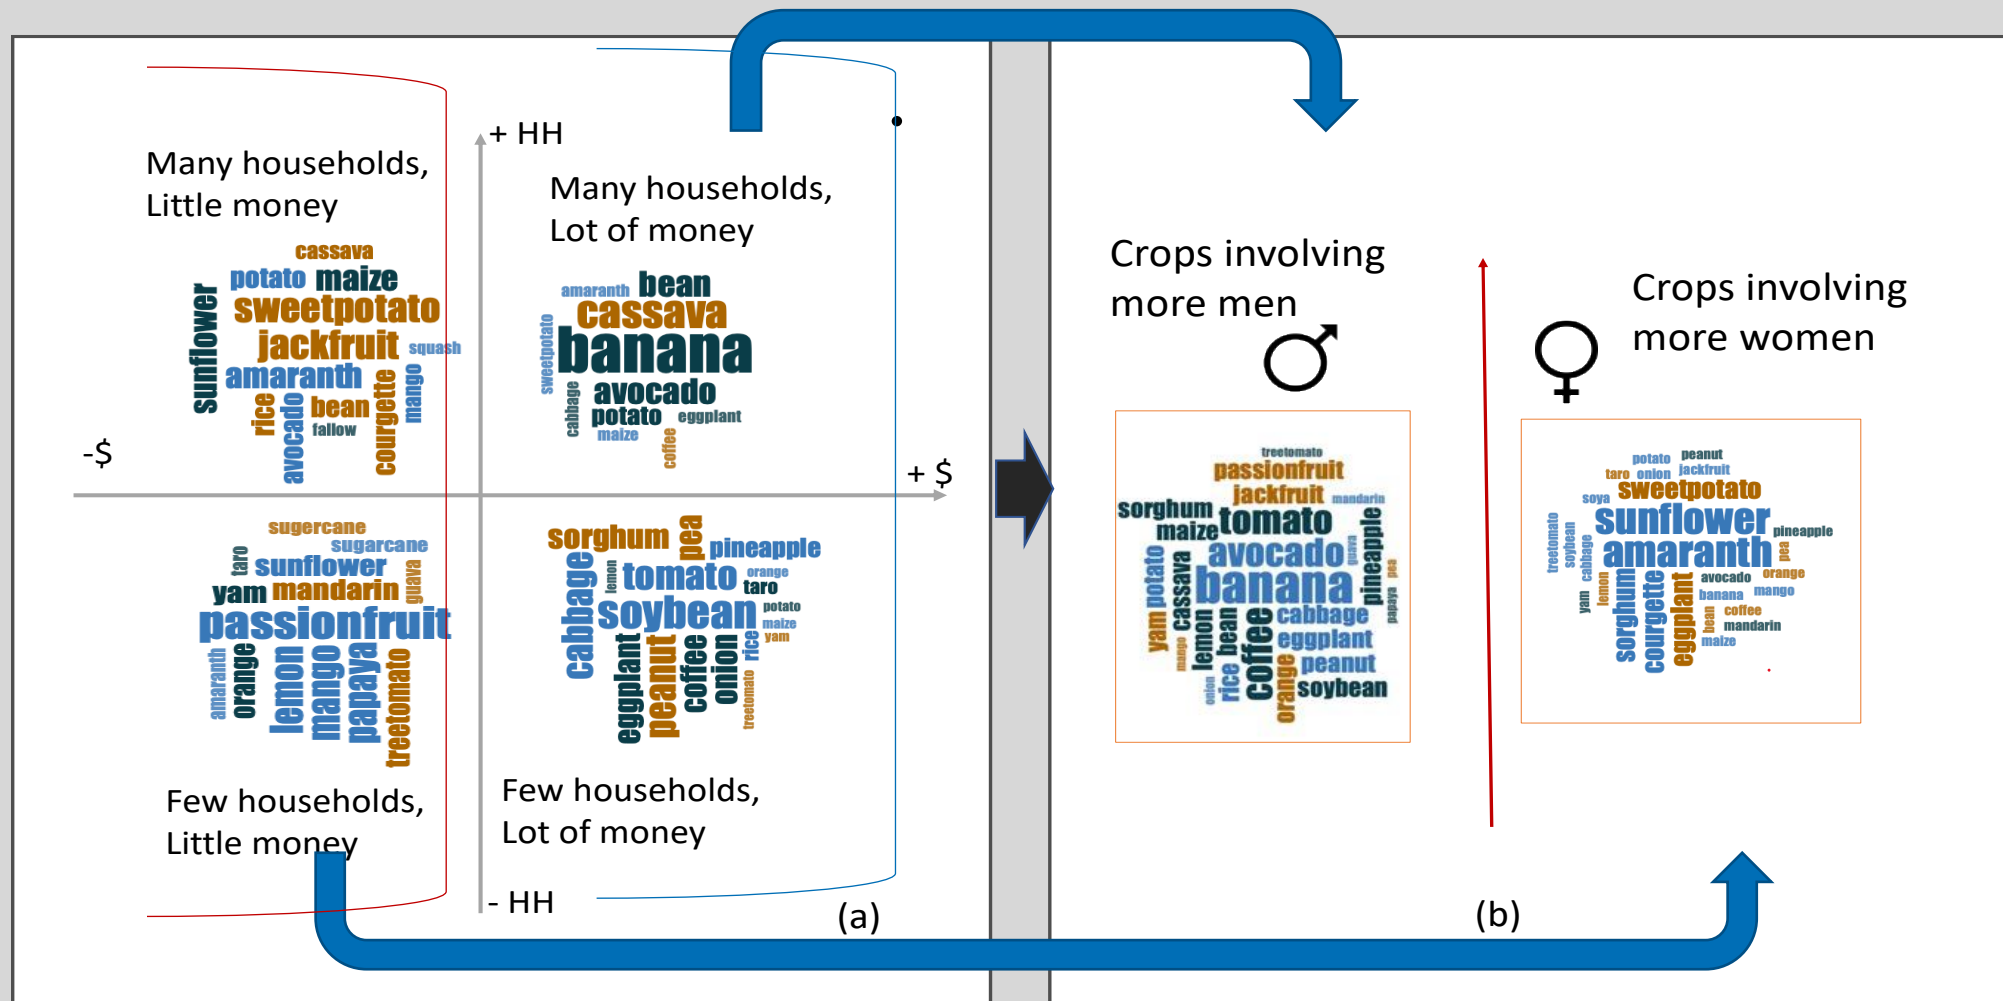 + HH
Many households,
Little money
Many households,
Lot of money
cassava
potato maize
sunflower
sweetpotato
jackfruit squash
amaranth
rice avocado bean courgette mango
fallow
amaranth bean
cassava
sweetpotato
banana
cabbage avocado
potato eggplant
maize coffee
-$
+ $
sugercane
taro sugarcane
sunflower guava
yam mandarin
passionfruit
amaranth orange lemon mango papaya treetomato
sorghum pea pineapple
cabbage lemon tomato orange
taro
soybean potato
maize
eggplant peanut coffee onion rice yam
treetomato
Few households,
Little money
Few households,
Lot of money
- HH
(a)
Crops involving
more men
♂
treetomato
passionfruit
jackfruit mandarin
sorghum tomato pineapple
maize
avocado guava
yam potato cassava banana papaya pea
mango lemon bean coffee cabbage
eggplant
onion rice orange peanut
soybean
Crops involving
more women
♀
potato peanut
taro onion jackfruit
soya sweetpotato
treetomato soybean sunflower pineapple
cabbage amaranth pea
yam lemon sorghum courgette eggplant avocado orange
banana mango
bean coffee
mandarin
maize
(b)